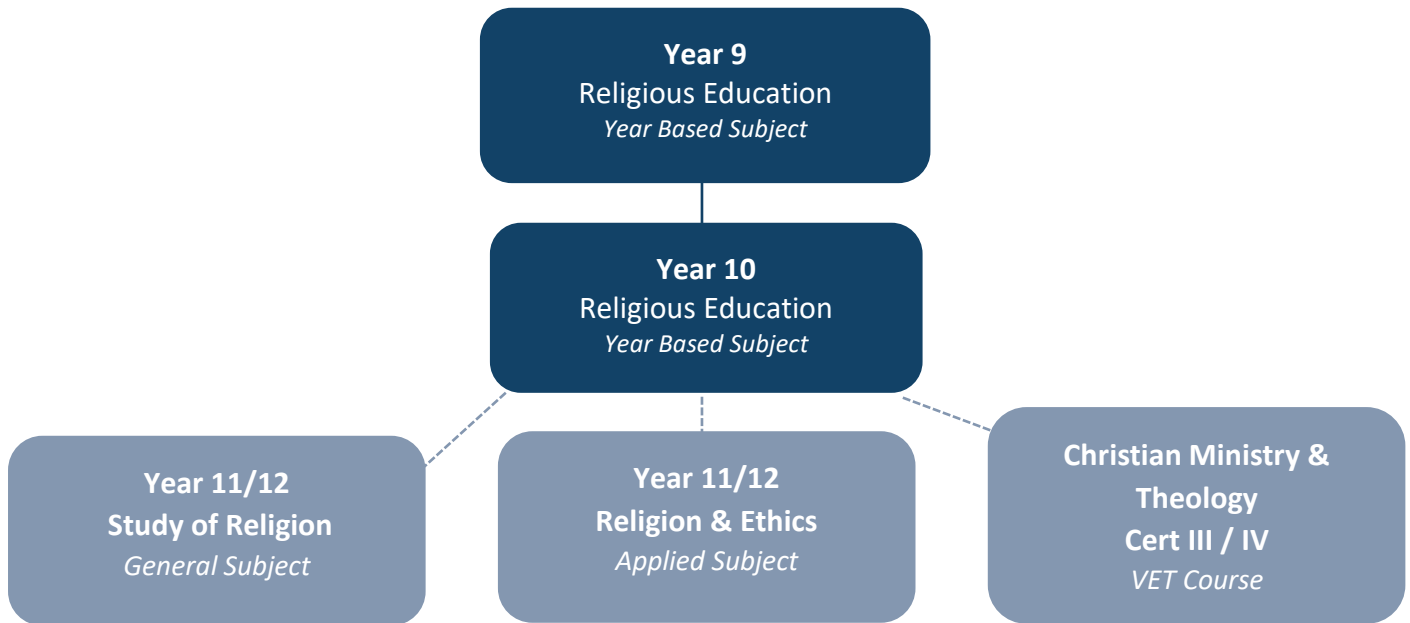 Year 9
Religious Education
Year Based Subject
Year 10
Religious Education
Year Based Subject
Year 11/12
Study of Religion
General Subject
Year 11/12
Religion & Ethics
Applied Subject
Christian Ministry &
Theology
Cert III / IV
VET Course